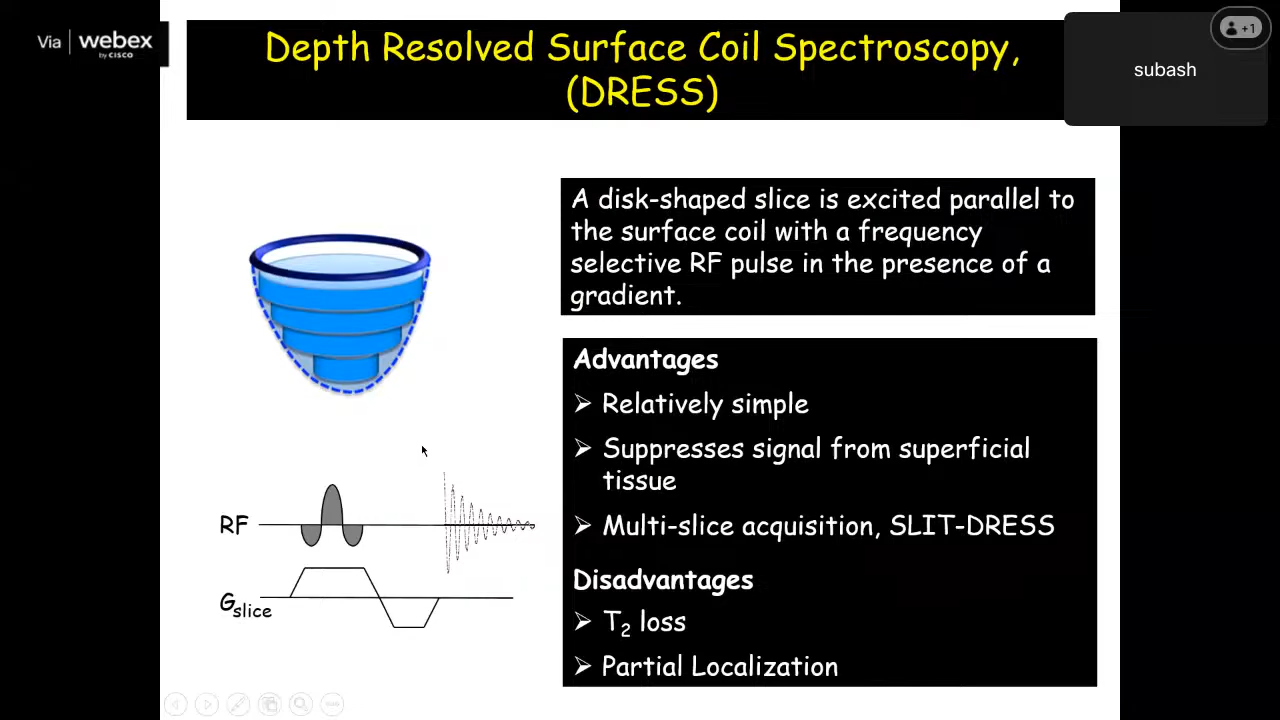 Via webex
by CISCO
Depth Resolved Surface Coil Spectroscopy,
(DRESS)
+1
subash
A disk-shaped slice is excited parallel to
the surface coil with a frequency
selective RF pulse in the presence of a
gradient.
Advantages
➢ Relatively simple
➢ Suppresses signal from superficial
tissue
➢ Multi-slice acquisition, SLIT-DRESS
Disadvantages
➢ T₂ loss
➢ Partial Localization
RF
Gslice